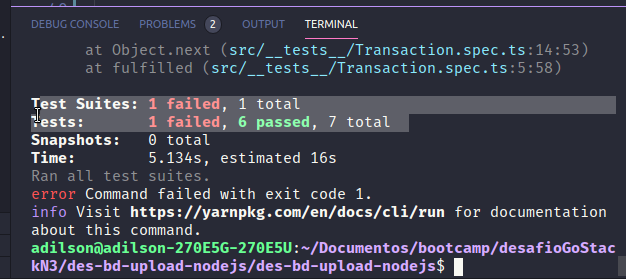 DEBUG CONSOLE PROBLEMS 2 OUTPUT TERMINAL
at Object.next (src/__tests__/Transaction.spec.ts:14:53)
at fulfilled (src/__tests__/Transaction.spec.ts:5:58)
Test Suites: 1 failed, 1 total
Tests: 1 failed, 6 passed, 7 total
Snapshots: 0 total
Time: 5.134s, estimated 16s
Ran all test suites.
error Command failed with exit code 1.
info Visit https://yarnpkg.com/en/docs/cli/run for documentation
about this command.
adilson@adilson-270E5G-270E5U:~/Documentos/bootcamp/desafioGoStac
kN3/des-bd-upload-nodejs/des-bd-upload-nodejs$